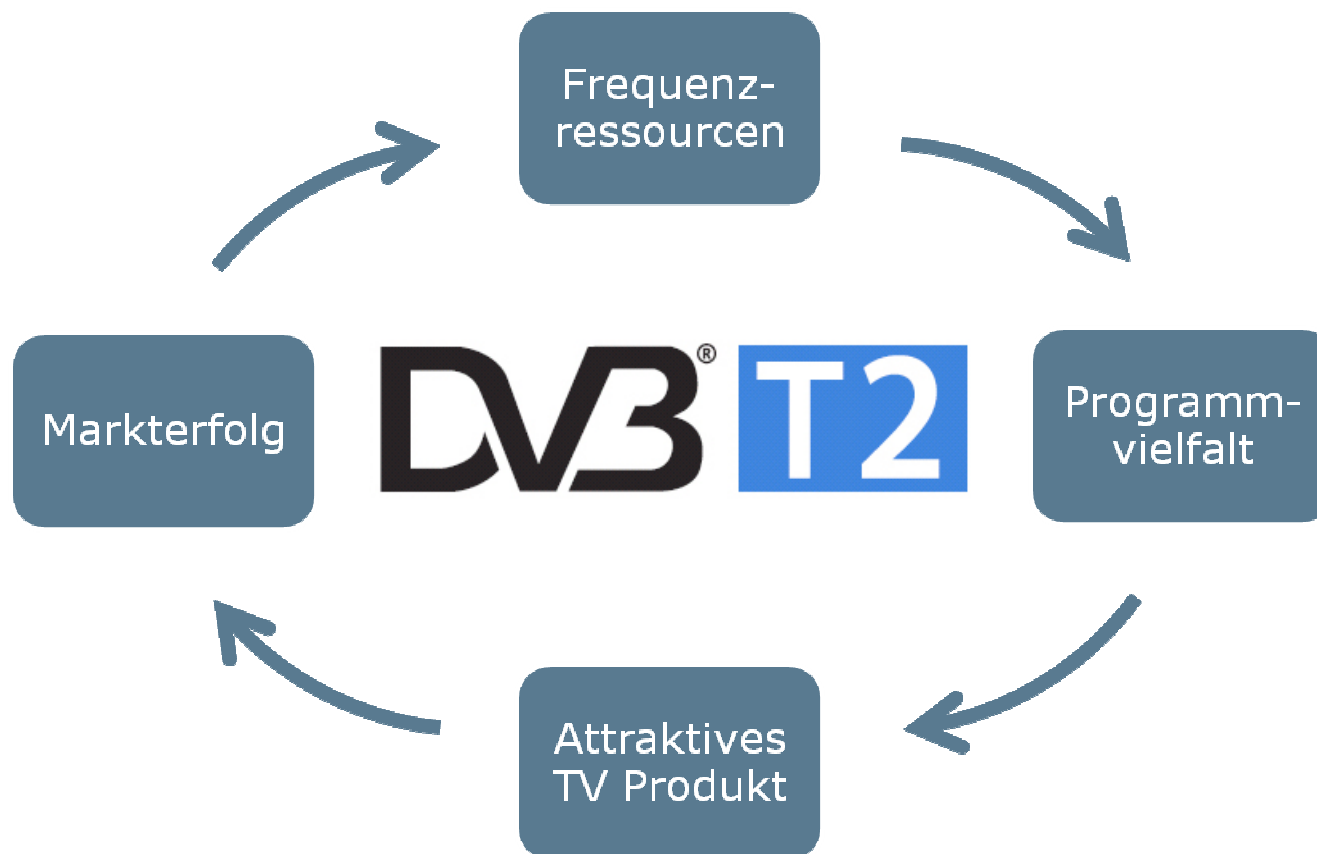 Frequenz-
ressourcen
Markterfolg
DVB® T2
Programm-
vielfalt
Attraktives
TV Produkt